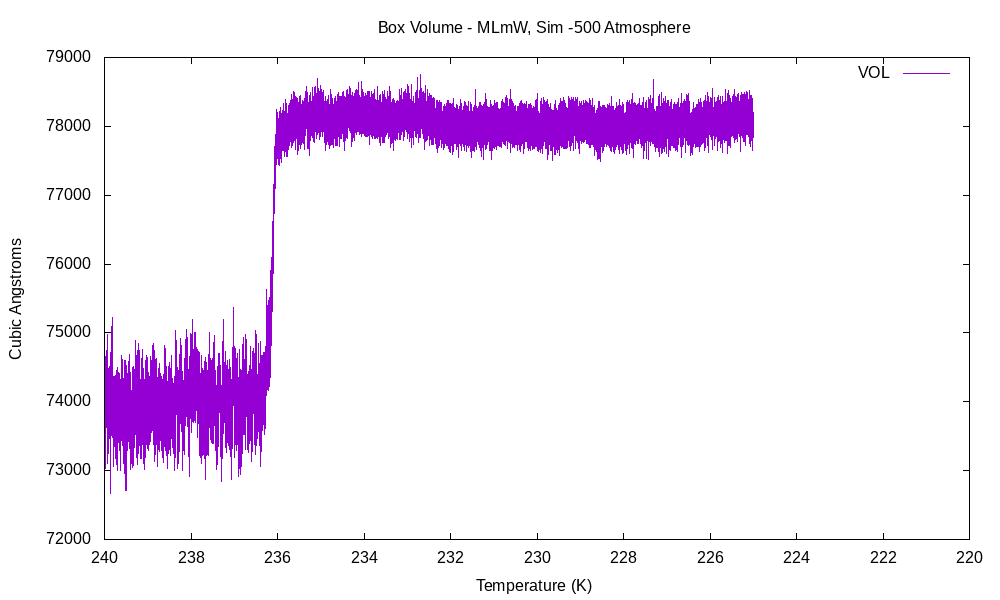 Box Volume - MLmW, Sim -500 Atmosphere
79000
VOL
78000
77000
76000
75000
74000
73000
72000
Cubic Angstroms
240 238 236 234 232 230 228 226 224 222 220
Temperature (K)